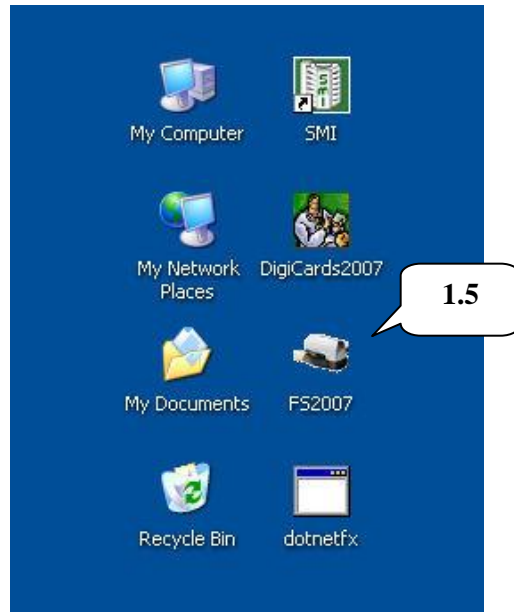 My Computer
SMI
My Network
Places
DigiCards2007
1.5
My Documents
FS2007
Recycle Bin
dotnetfx